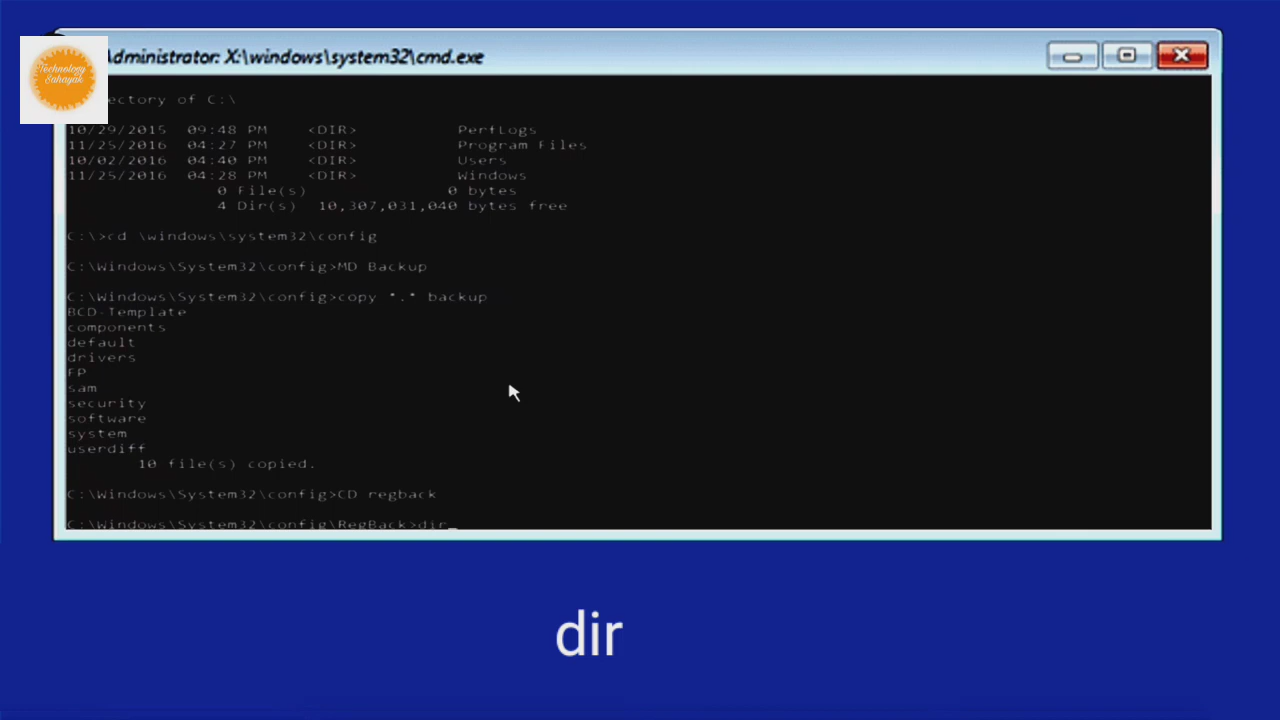 Technology
Sahayak
Administrator: X:\windows\system32\cmd.exe
ectory of C:\
10/29/2015 09:48 PM <DIR> PerfLogs
11/25/2016 04:27 PM <DIR> Program Files
10/02/2016 04:40 PM <DIR> Users
11/25/2016 04:28 PM <DIR> Windows
0 File(s) 0 bytes
4 Dir(s) 10,307,031,040 bytes free
C:\>cd \windows\system32\config
C:\Windows\System32\config>MD Backup
C:\Windows\System32\config>copy *.* backup
BCD-Template
components
default
drivers
FP
sam
security
software
system
userdiff
10 file(s) copied.
C:\Windows\System32\config>CD regback
C:\Windows\System32\config\RegBack>dir_
dir